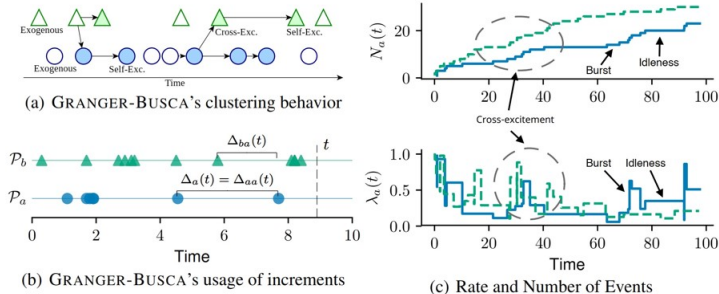 Exogenous
Cross-Exc.
Self-Exc.
Exogenous
Self-Exc.
Time
(a) GRANGER-BUSCA's clustering behavior
Δba(t)
t
Pb
Δa(t) = Δaa(t)
Pa
0 2 4 6 8 10
Time
(b) GRANGER-BUSCA's usage of increments
Na(t)
20
0
Burst
Idleness
0 20 40 60 80 100
Cross-excitement
λa(t)
1.0
0.5
0.0
Burst
Idleness
0 20 40 60 80 100
Time
(c) Rate and Number of Events